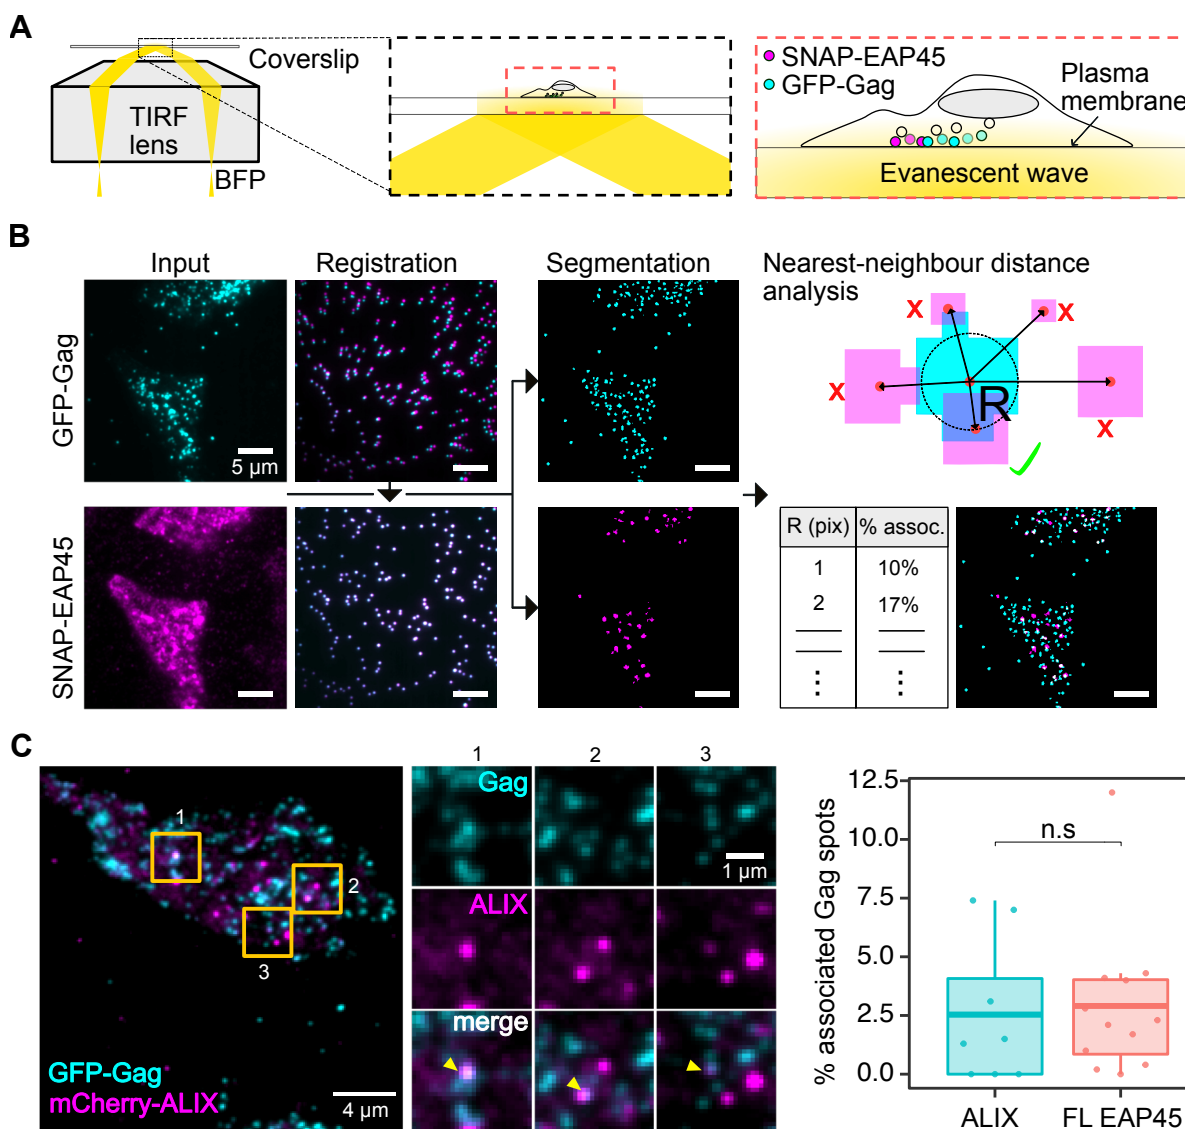 A
Coverslip
TIRF
lens
BFP
SNAP-EAP45
GFP-Gag
Plasma
membrane
Evanescent wave
B
Input
Registration
Segmentation
Nearest-neighbour distance
analysis
GFP-Gag
5 µm
X
X
X
X
R
SNAP-EAP45
R (pix)
% assoc.
1
10%
2
17%
C
1
2
3
GFP-Gag
mCherry-ALIX
4 µm
1
2
3
Gag
1 µm
ALIX
merge
% associated Gag spots
12.5
10.0
7.5
5.0
2.5
0.0
n.s
ALIX
FL EAP45